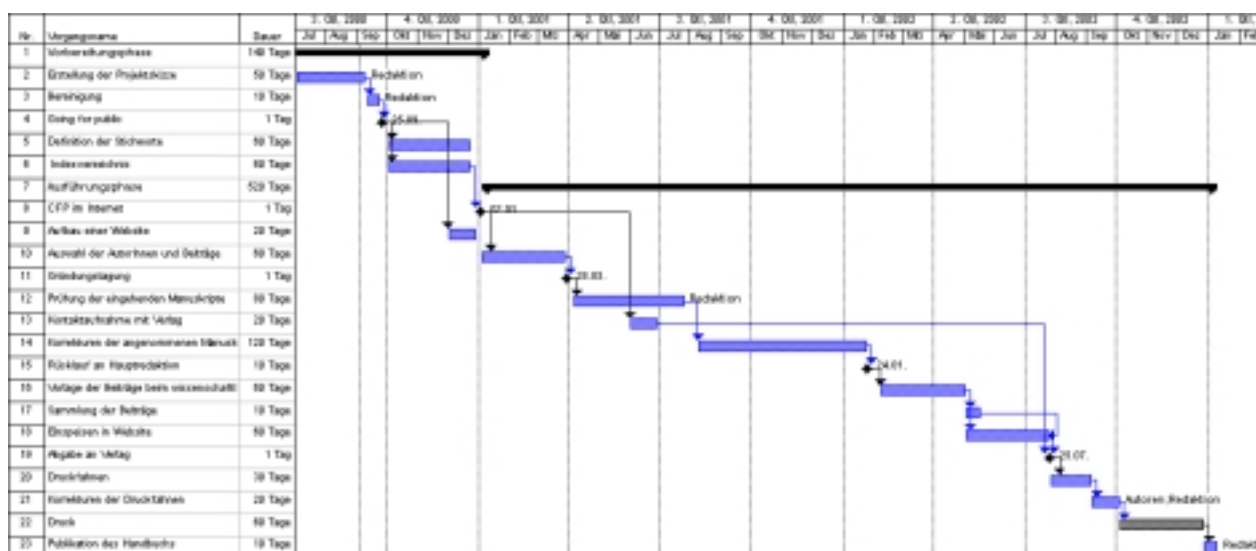 3. Qtl, 2000 4. Qtl, 2000 1. Qtl, 2001 2. Qtl, 2001 3. Qtl, 2001 4. Qtl, 2001 1. Qtl, 2002 2. Qtl, 2002 3. Qtl, 2002 4. Qtl, 2002
Nr. Vorgangsname Dauer Jul Aug Sep Okt Nov Dez Jan Feb Mrz Apr Mai Jun Jul Aug Sep Okt Nov Dez Jan Feb Mrz Apr Mai Jun Jul Aug Sep Okt Nov Dez Jan
1 Vorbereitungsphase 140 Tage
2 Erstellung der Projektskizze 50 Tage Redaktion
3 Bereinigung 10 Tage Redaktion
4 Going for public 1 Tag
5 Definition der Stichworte 60 Tage
6 Indexverzeichnis 60 Tage
7 Ausführungsphase 520 Tage
8 CFP im Internet 1 Tag
9 Aufbau einer Website 20 Tage
10 Auswahl der AutorInnen und Beiträge 60 Tage
11 Gründungstagung 1 Tag
12 Prüfung der eingehenden Manuskripte 80 Tage Redaktion
13 Kontaktaufnahme mit Verlag 20 Tage
14 Korrekturen der angenommenen Manusk 120 Tage
15 Rücklauf an Hauptredaktion 10 Tage 24.01.
16 Vorlage der Beiträge beim wissenschaftl 60 Tage
17 Sammlung der Beiträge 10 Tage
18 Einspeisen in Website 60 Tage
19 Abgabe an Verlag 1 Tag
20 Druckfahnen 30 Tage
21 Korrekturen der Druckfahnen 20 Tage Autoren;Redaktion
22 Druck 60 Tage
23 Publikation des Handbuchs 10 Tage